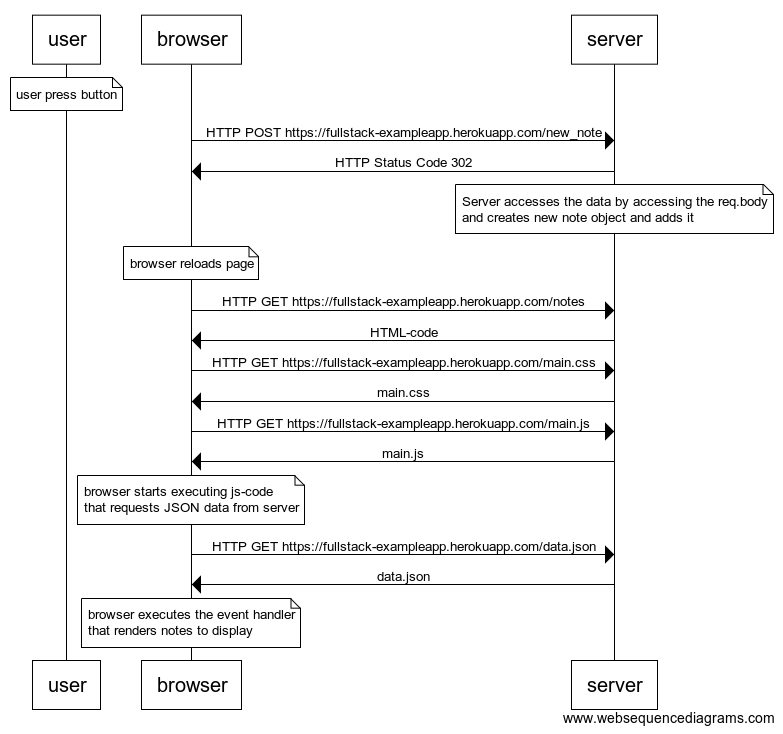 user
browser
server
user press button
HTTP POST https://fullstack-exampleapp.herokuapp.com/new_note
HTTP Status Code 302
Server accesses the data by accessing the req.body
and creates new note object and adds it
browser reloads page
HTTP GET https://fullstack-exampleapp.herokuapp.com/notes
HTML-code
HTTP GET https://fullstack-exampleapp.herokuapp.com/main.css
main.css
HTTP GET https://fullstack-exampleapp.herokuapp.com/main.js
main.js
browser starts executing js-code
that requests JSON data from server
HTTP GET https://fullstack-exampleapp.herokuapp.com/data.json
data.json
browser executes the event handler
that renders notes to display
user
browser
server
www.websequencediagrams.com